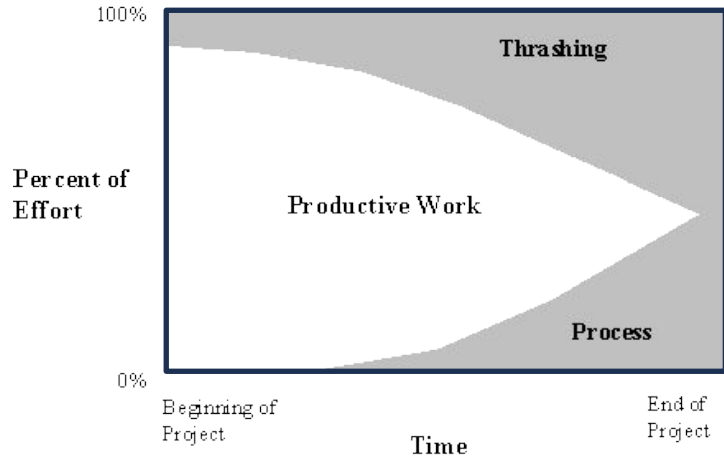 100%
Thrashing
Percent of
Effort
Productive Work
Process
0%
Beginning of
Project
End of
Project
Time